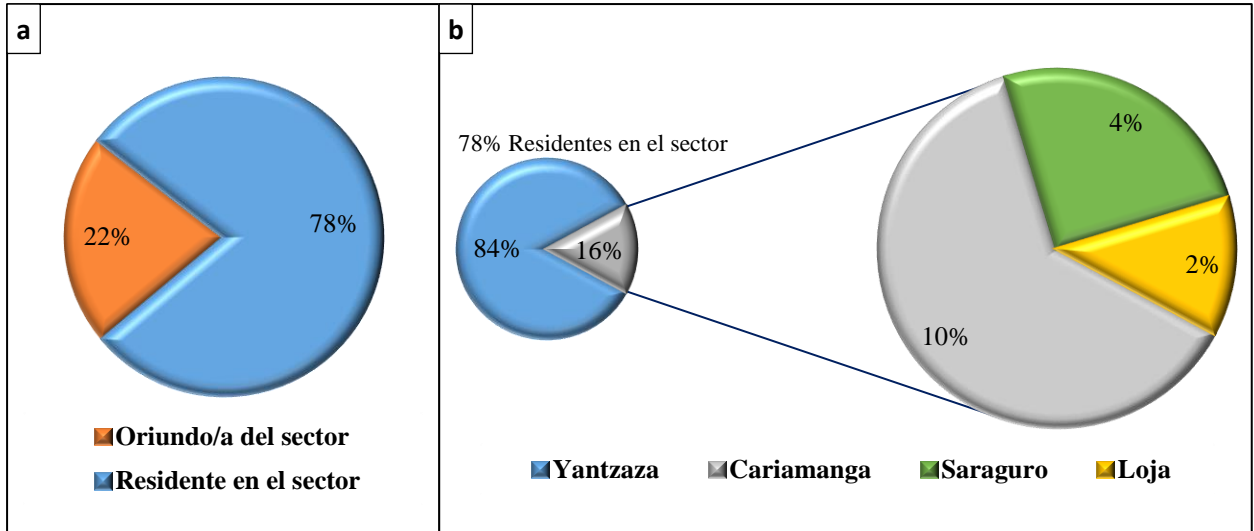 a
22%
78%
Oriundo/a del sector
Residente en el sector
b
78% Residentes en el sector
84%
16%
4%
2%
10%
Yantzaza Cariamanga Saraguro Loja